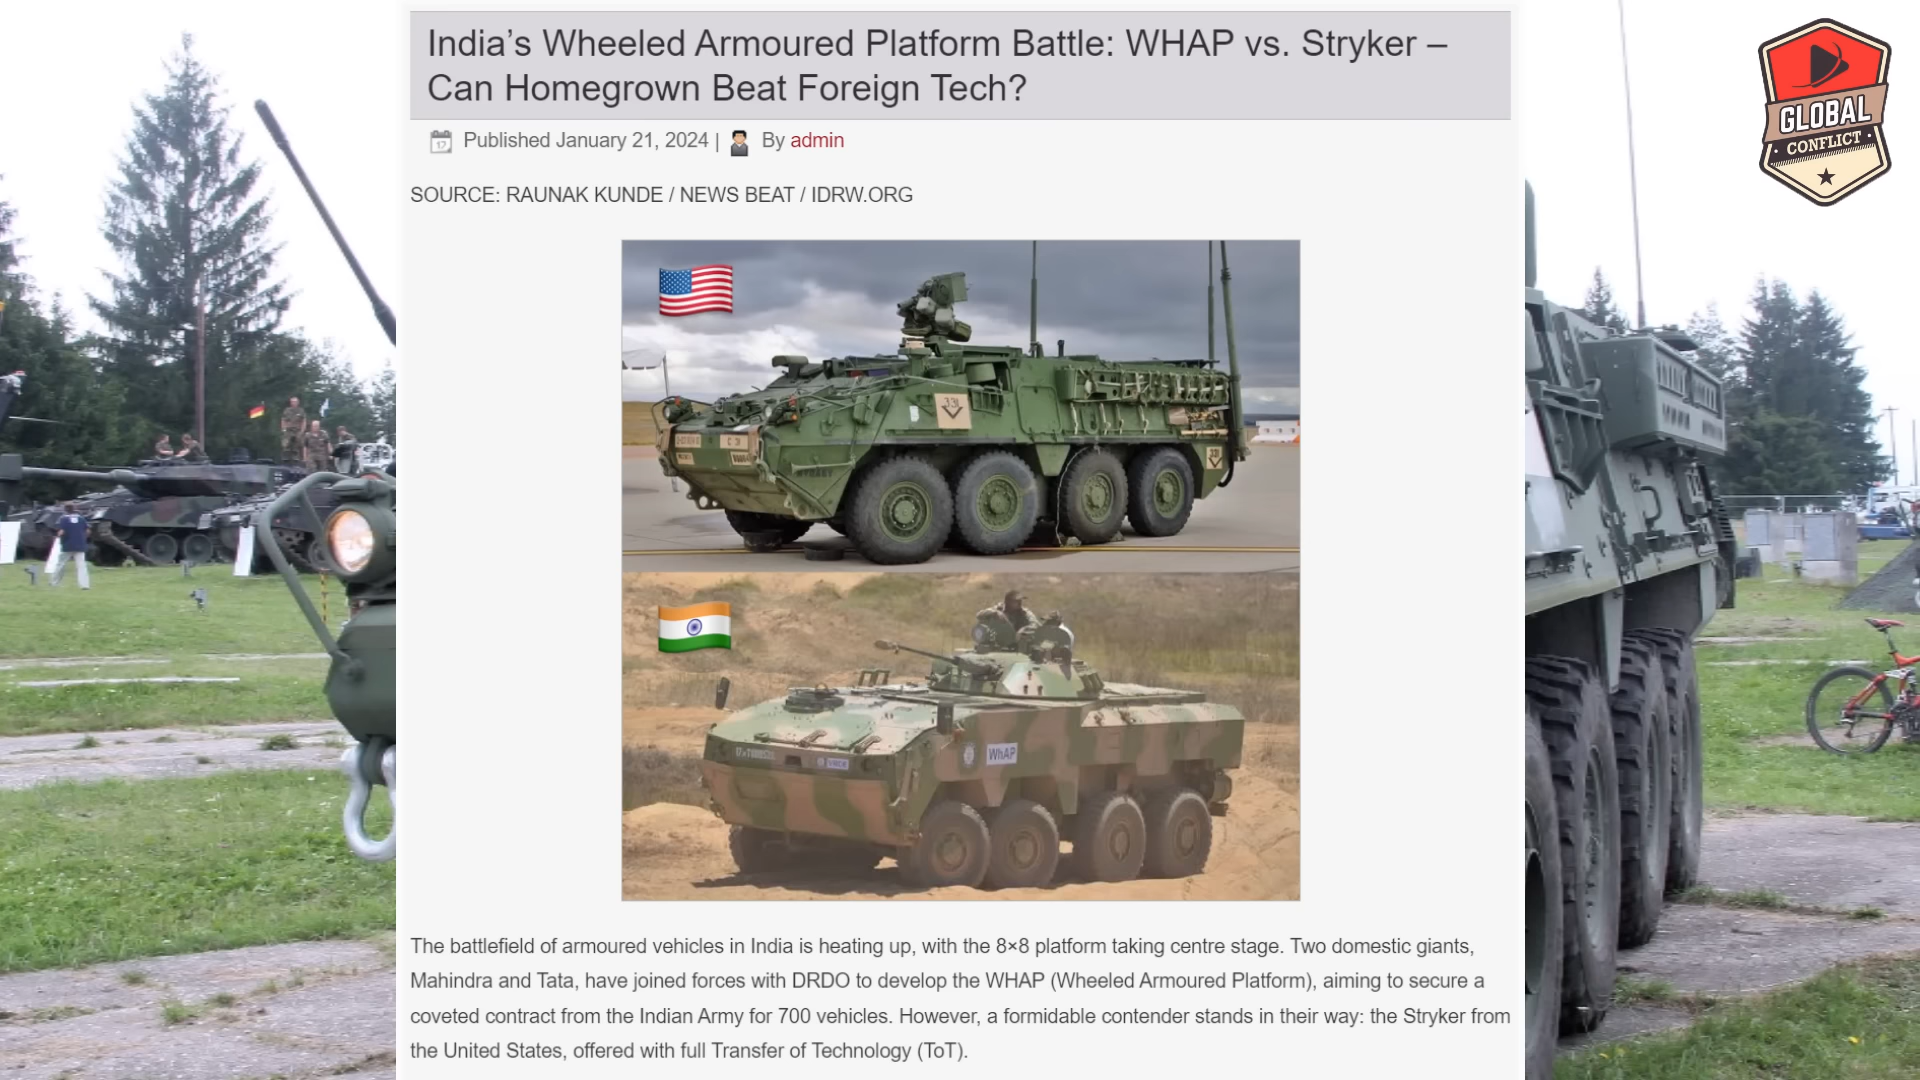 India’s Wheeled Armoured Platform Battle: WHAP vs. Stryker –
Can Homegrown Beat Foreign Tech?
17
Published January 21, 2024 | By admin
SOURCE: RAUNAK KUNDE / NEWS BEAT / IDRW.ORG
GLOBAL
CONFLICT
331
C 31
331
WhAP
The battlefield of armoured vehicles in India is heating up, with the 8×8 platform taking centre stage. Two domestic giants,
Mahindra and Tata, have joined forces with DRDO to develop the WHAP (Wheeled Armoured Platform), aiming to secure a
coveted contract from the Indian Army for 700 vehicles. However, a formidable contender stands in their way: the Stryker from
the United States, offered with full Transfer of Technology (ToT).